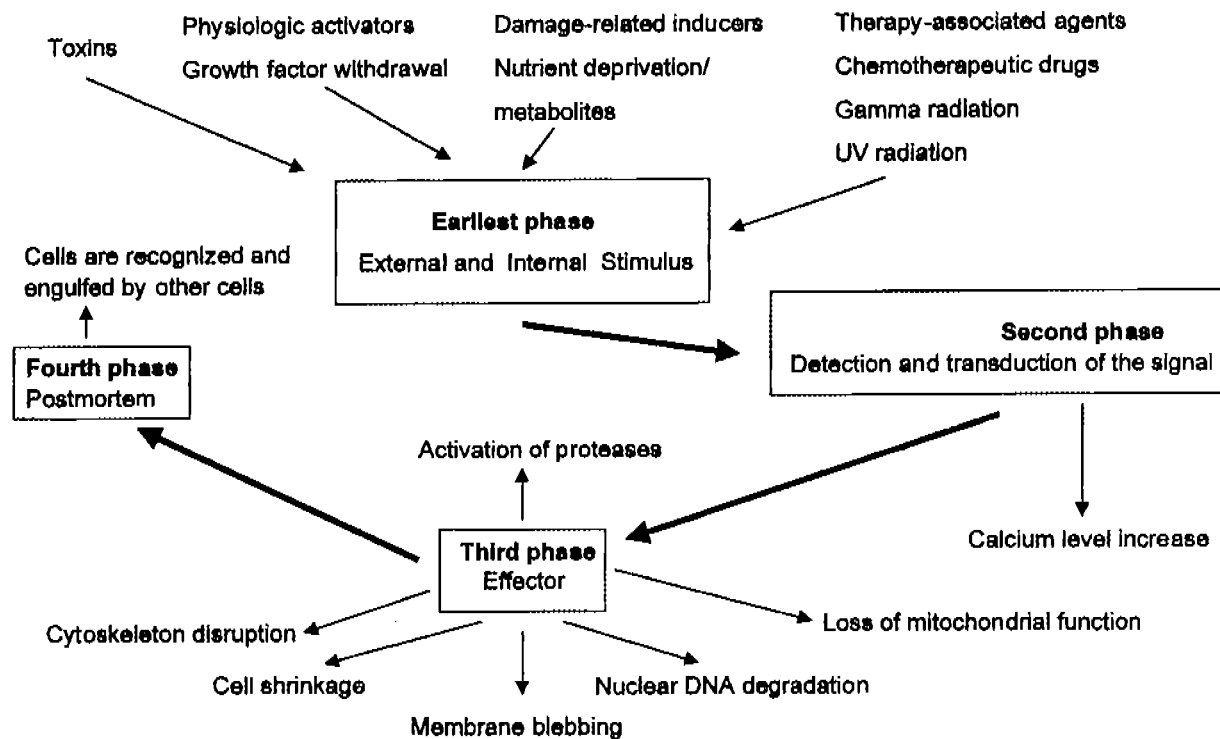 Toxins
Physiologic activators
Growth factor withdrawal
Damage-related inducers
Nutrient deprivation/
metabolites
Therapy-associated agents
Chemotherapeutic drugs
Gamma radiation
UV radiation
Earliest phase
External and Internal Stimulus
Cells are recognized and
engulfed by other cells
Second phase
Detection and transduction of the signal
Fourth phase
Postmortem
Activation of proteases
Third phase
Effector
Calcium level increase
Cytoskeleton disruption
Loss of mitochondrial function
Cell shrinkage
Nuclear DNA degradation
Membrane blebbing